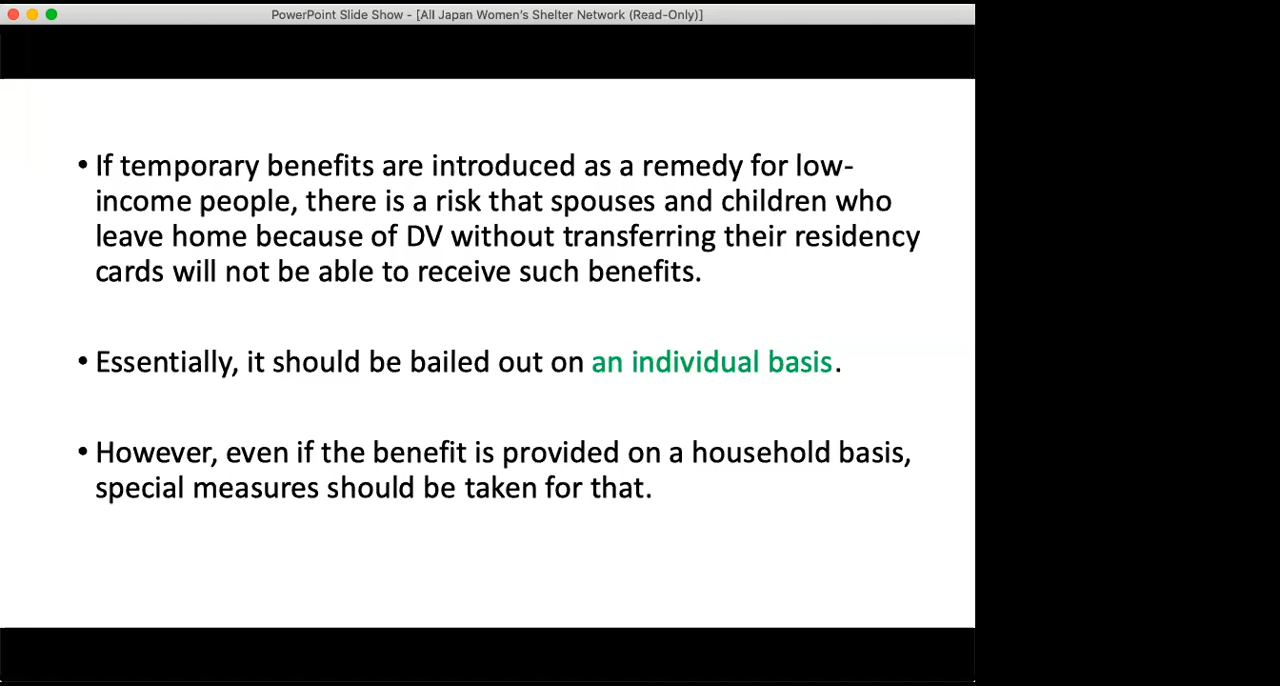 PowerPoint Slide Show - [All Japan Women's Shelter Network (Read-Only)]
• If temporary benefits are introduced as a remedy for low-
income people, there is a risk that spouses and children who
leave home because of DV without transferring their residency
cards will not be able to receive such benefits.
• Essentially, it should be bailed out on an individual basis.
• However, even if the benefit is provided on a household basis,
special measures should be taken for that.